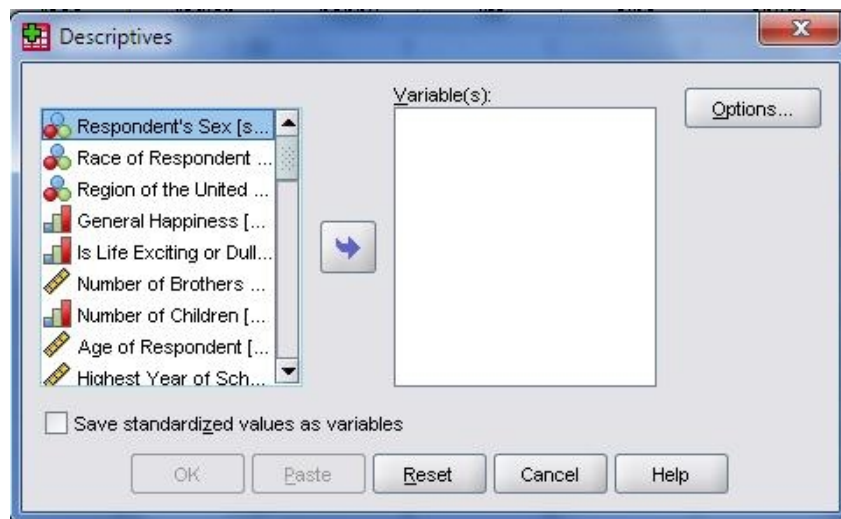 Descriptives
Variable(s):
Options...
Respondent's Sex [s...
Race of Respondent ...
Region of the United ...
General Happiness [...
Is Life Exciting or Dull...
Number of Brothers ...
Number of Children [...
Age of Respondent [...
Highest Year of Sch...
Save standardized values as variables
OK Paste Reset Cancel Help